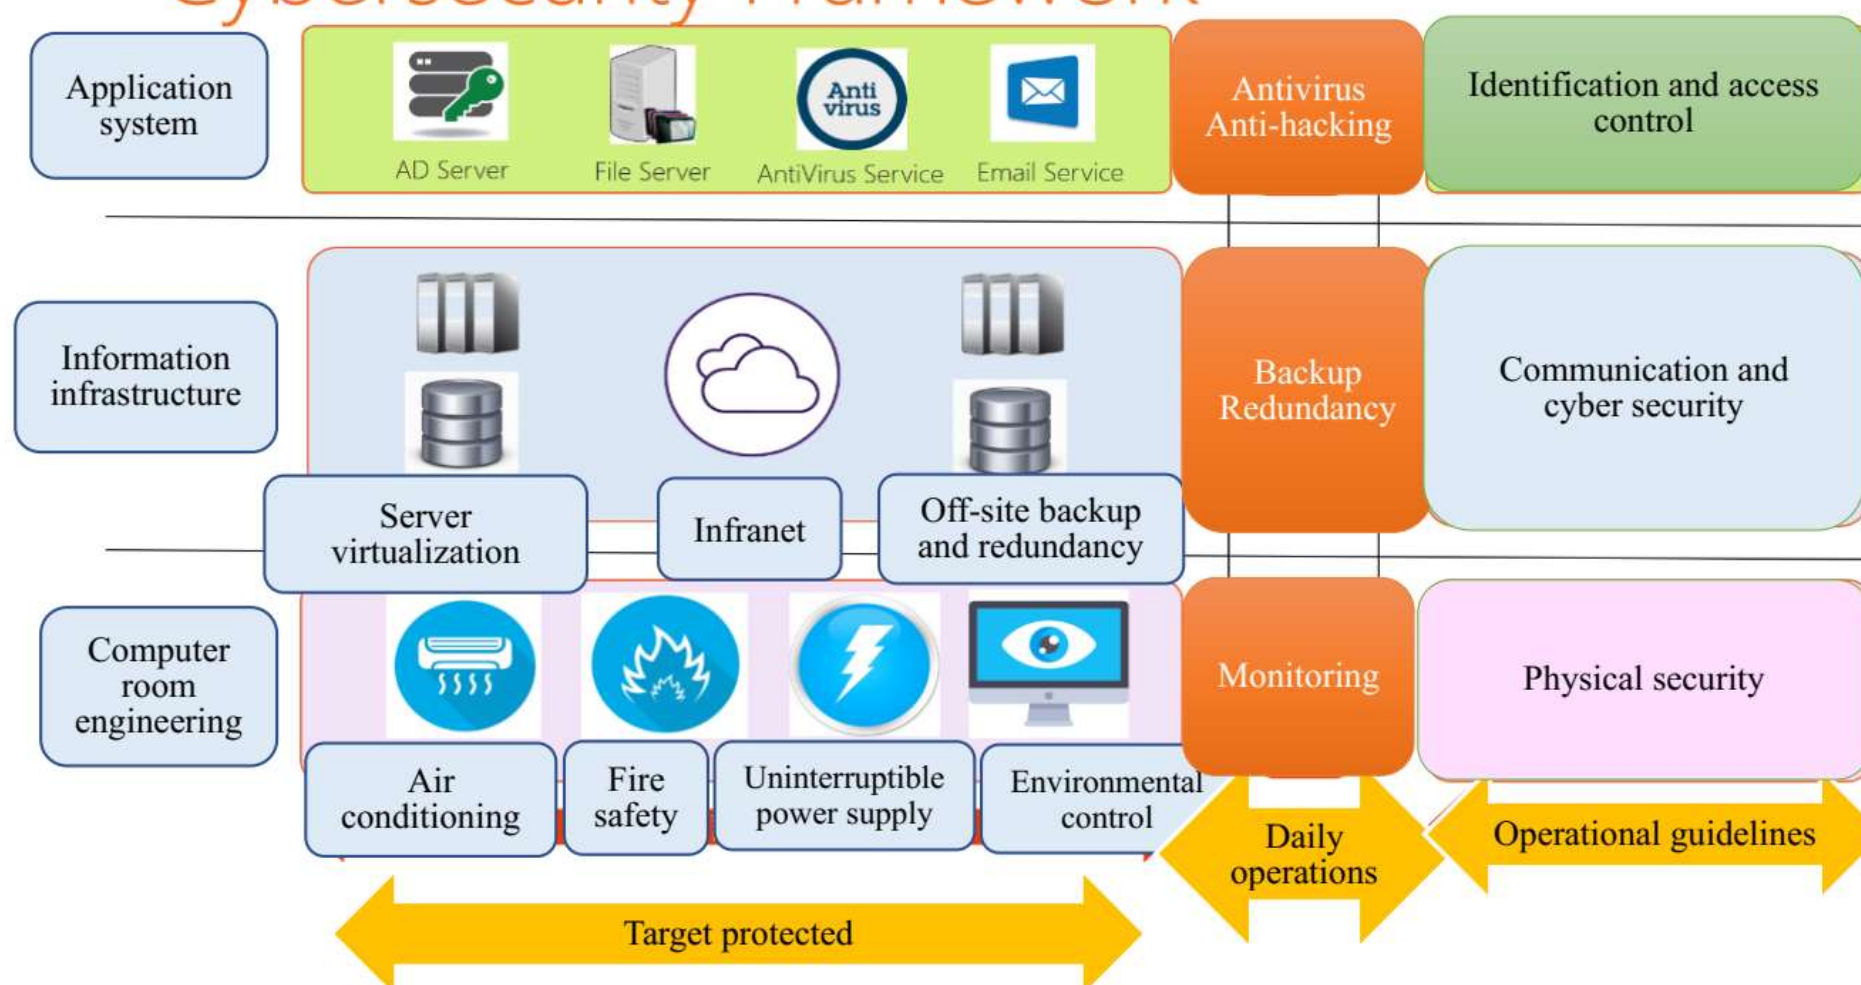 Cybersecurity Framework
Application
system
Anti
virus
AD Server
File Server
AntiVirus Service
Email Service
Antivirus
Anti-hacking
Identification and access
control
Information
infrastructure
Server
virtualization
Infranet
Off-site backup
and redundancy
Backup
Redundancy
Communication and
cyber security
Computer
room
engineering
Air
conditioning
Fire
safety
Uninterruptible
power supply
Environmental
control
Monitoring
Physical security
Target protected
Daily
operations
Operational guidelines